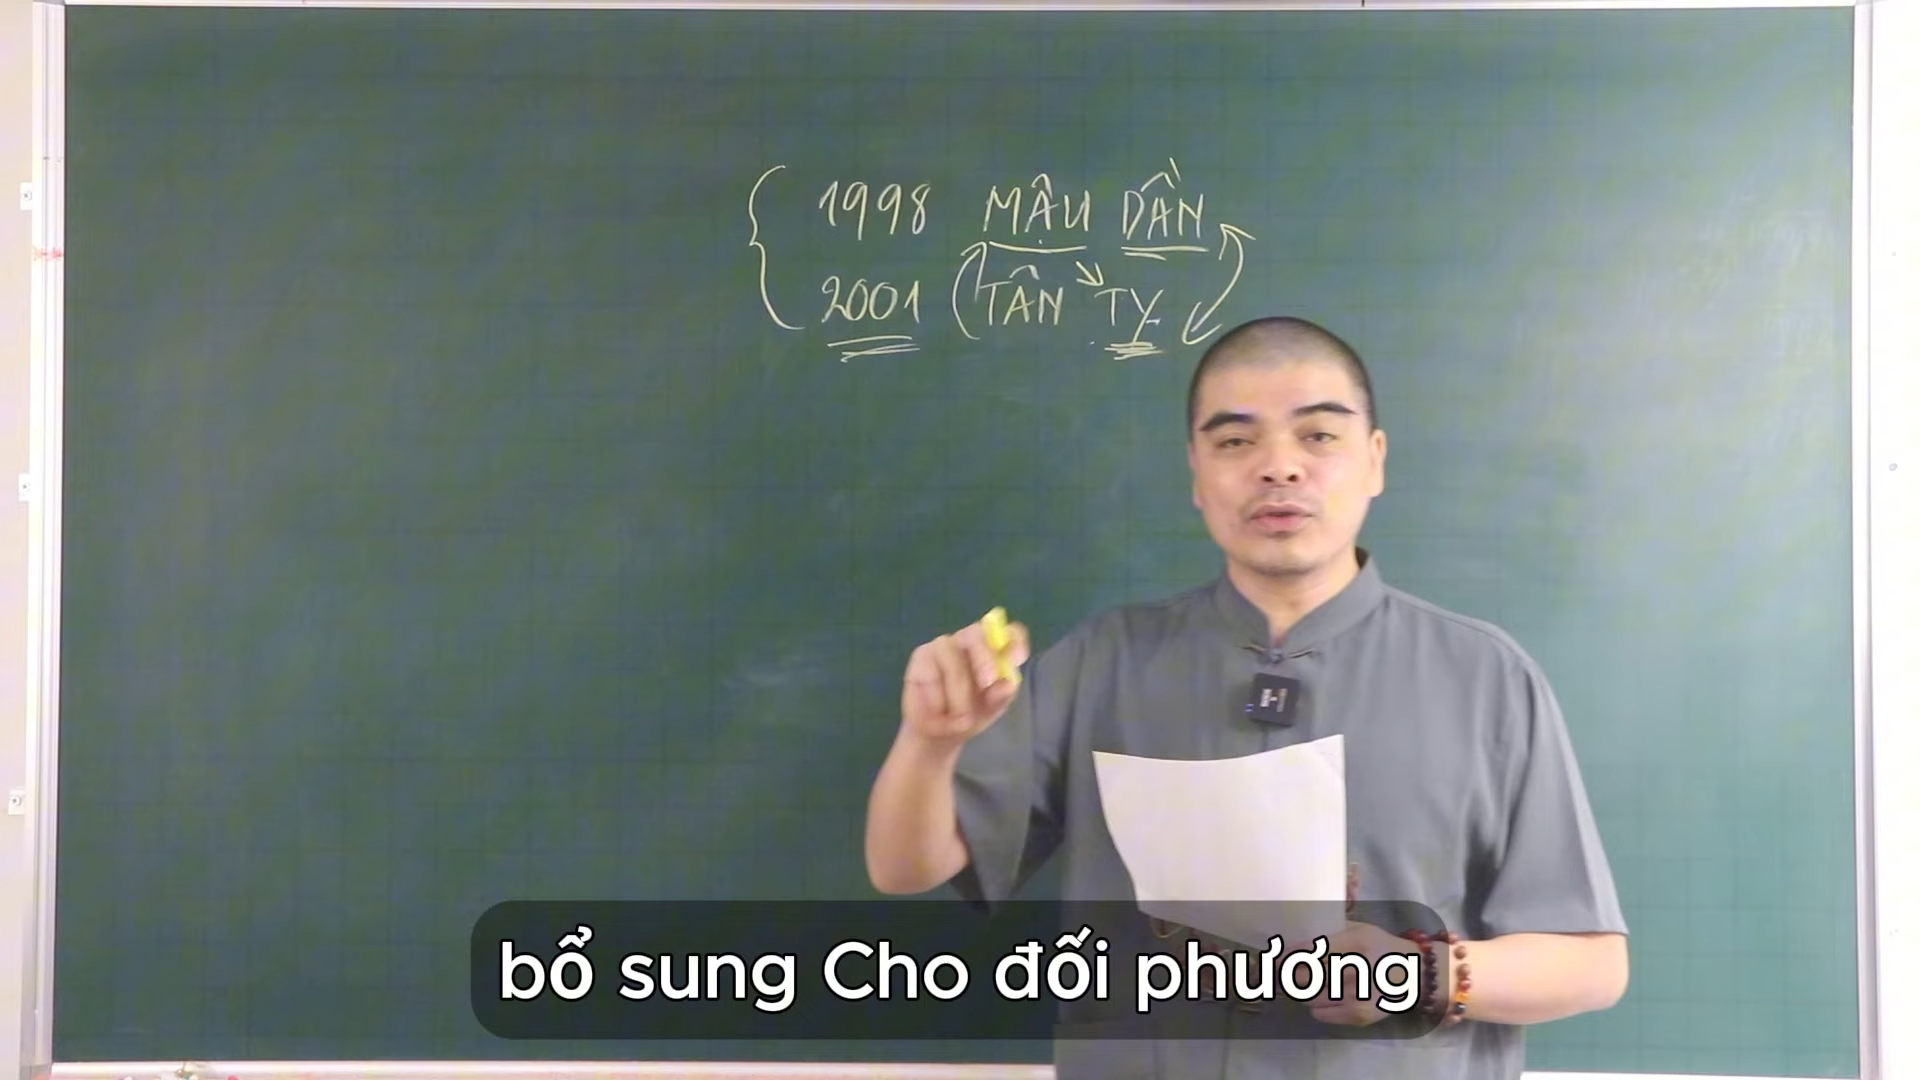 1998 MẬU DẦN
2001 TÂN TỴ
bổ sung Cho đối phương